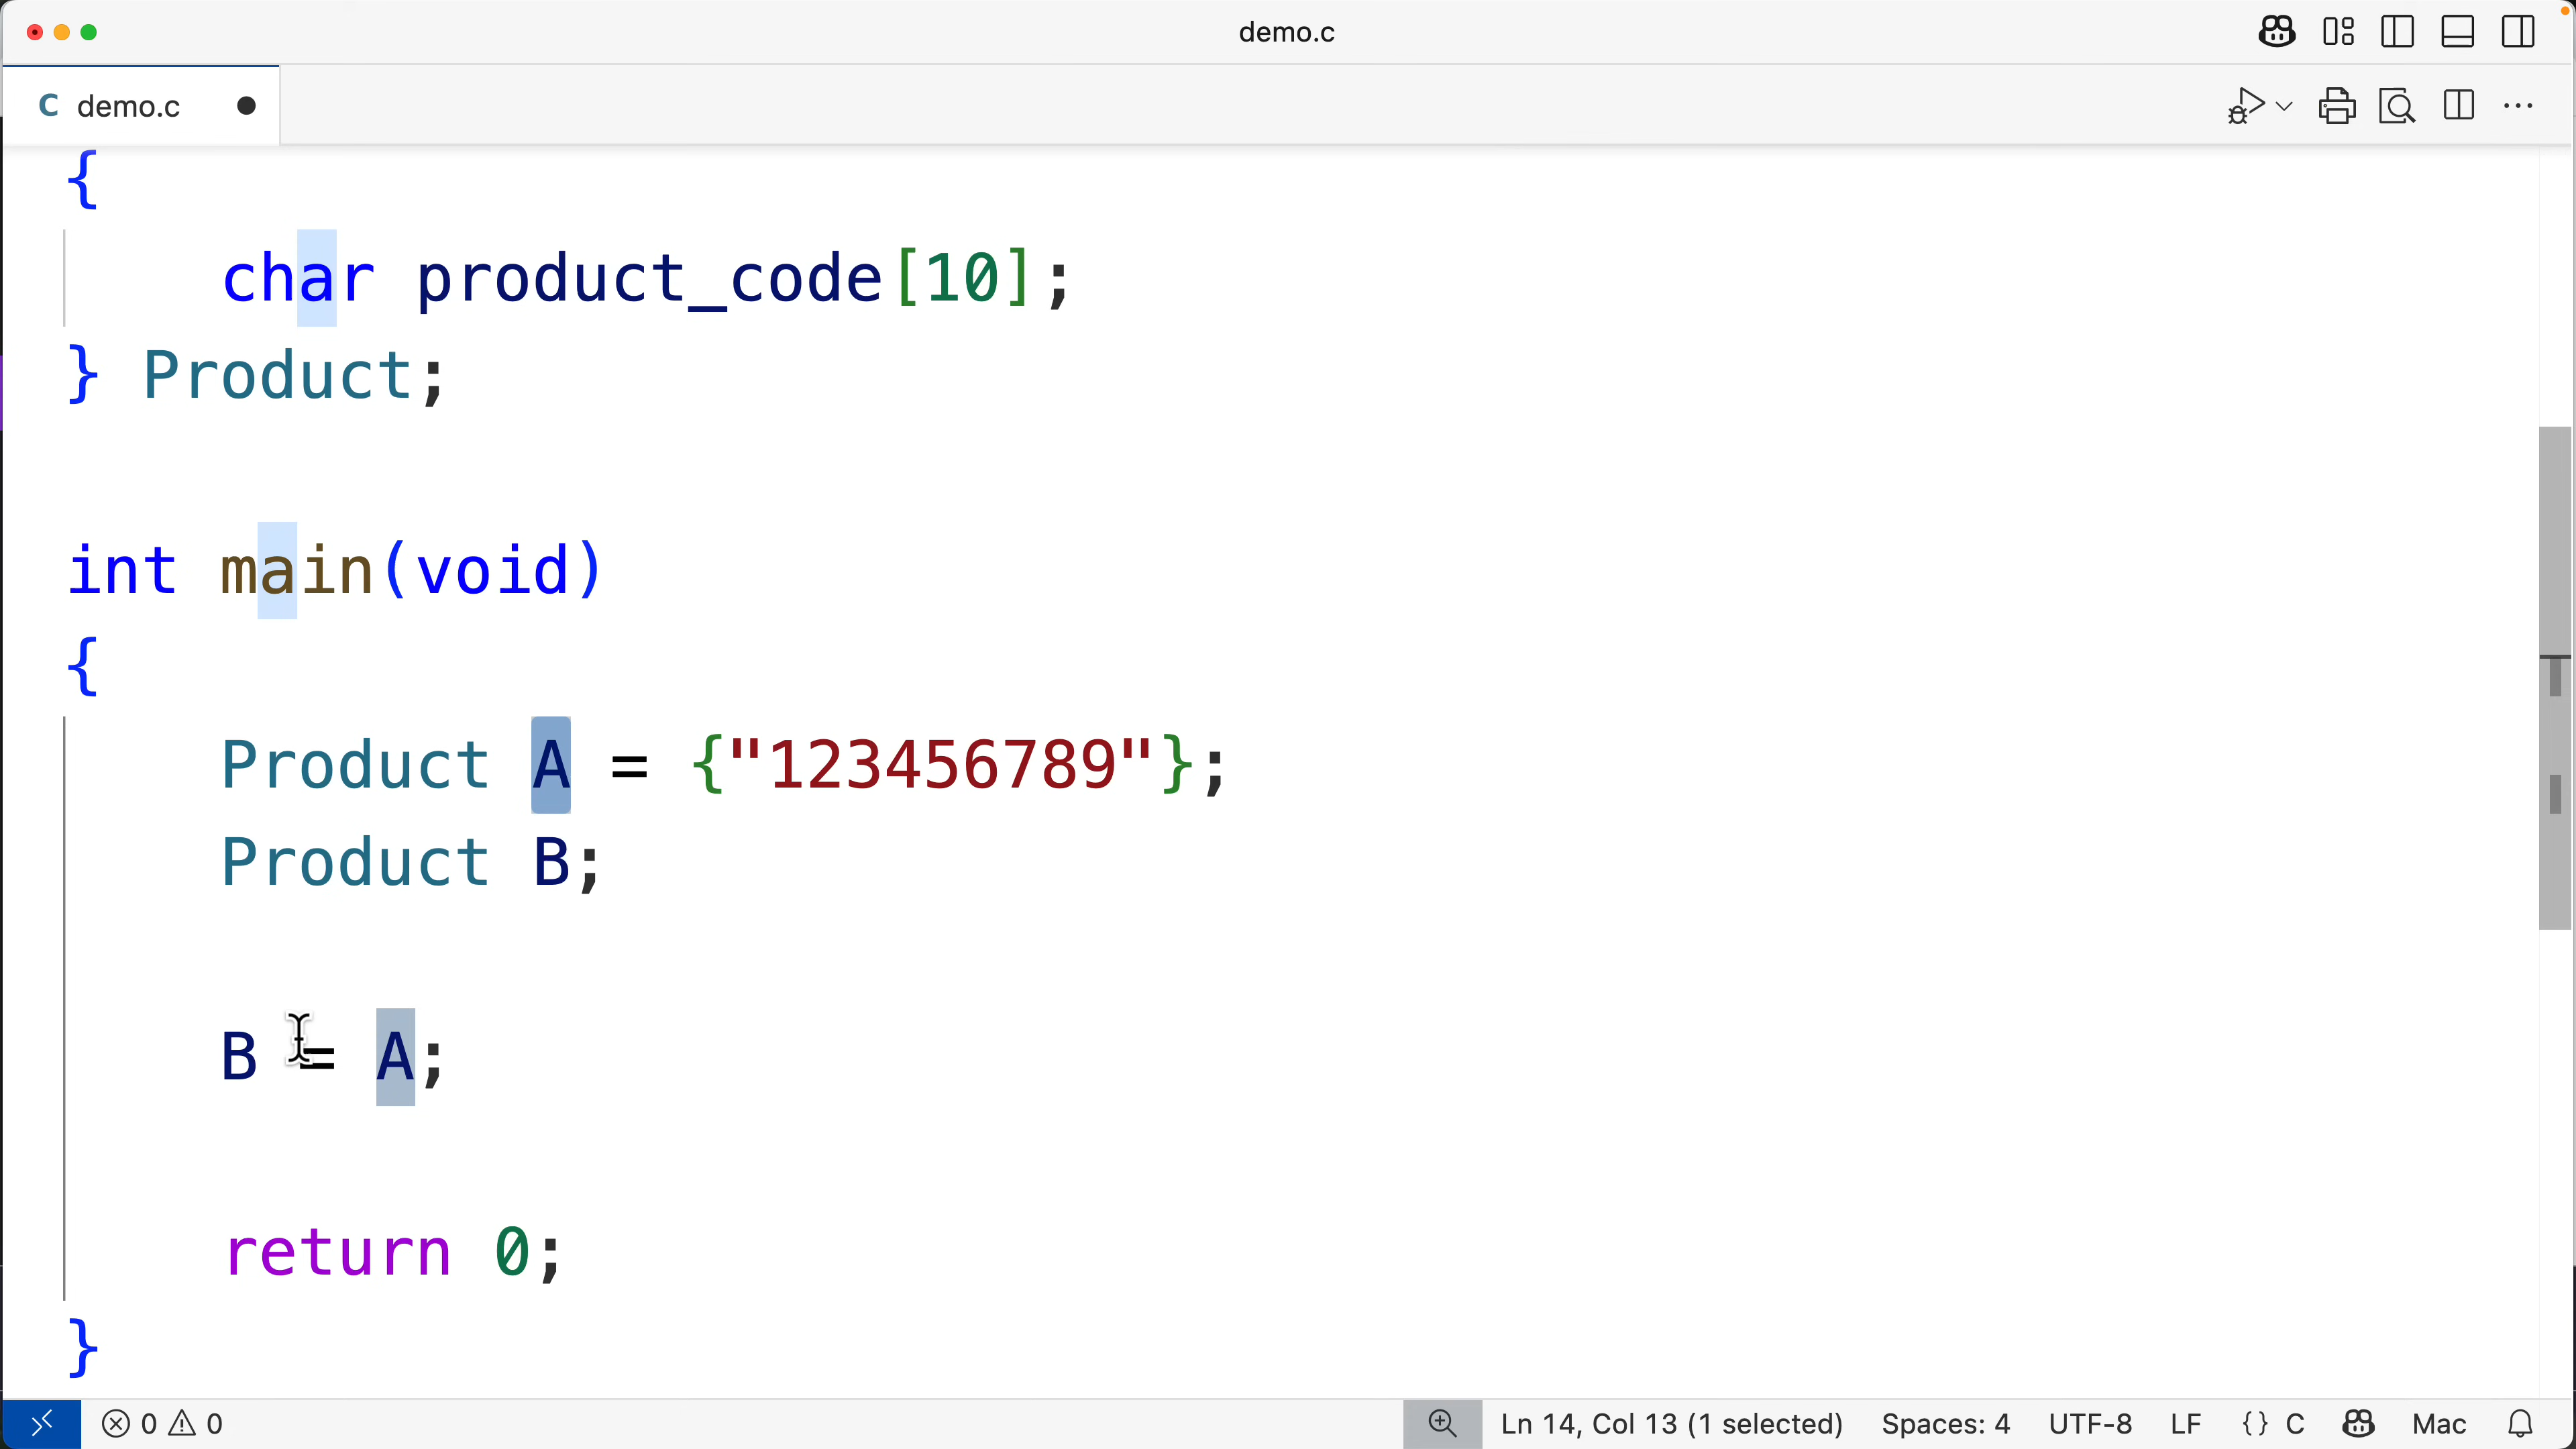 demo.c
C demo.c
{
char product_code[10];
} Product;
int main(void)
{
Product A = {"123456789"};
Product B;
B = A;
return 0;
}
0 0 Ln 14, Col 13 (1 selected) Spaces: 4 UTF-8 LF {} C Mac